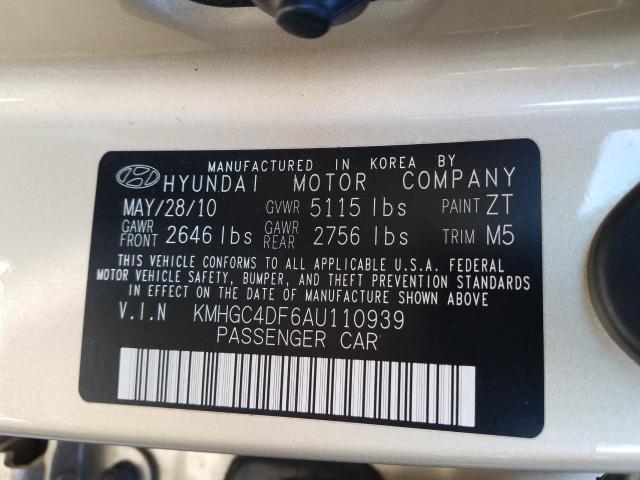 MANUFACTURED IN KOREA BY
HYUNDAI MOTOR COMPANY
MAY/28/10 GVWR 5115 lbs PAINT ZT
GAWR FRONT 2646 lbs GAWR REAR 2756 lbs TRIM M5
THIS VEHICLE CONFORMS TO ALL APPLICABLE U.S.A. FEDERAL
MOTOR VEHICLE SAFETY, BUMPER, AND THEFT PREVENTION STANDARDS
IN EFFECT ON THE DATE OF MANUFACTURE SHOWN ABOVE
V.I.N KMHGC4DF6AU110939
PASSENGER CAR